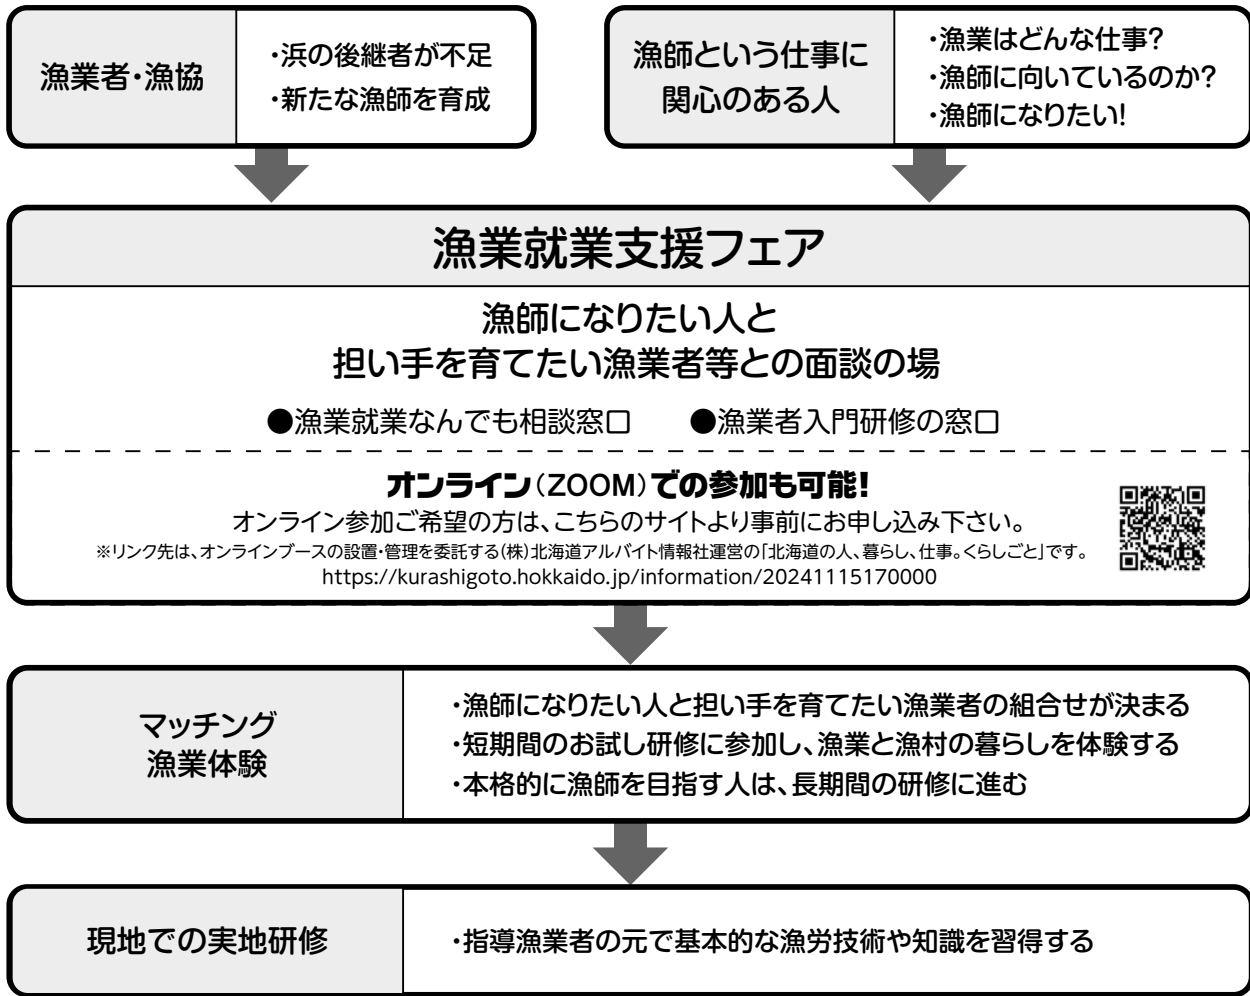 漁業者・漁協
・浜の後継者が不足
・新たな漁師を育成
漁師という仕事に
関心のある人
・漁業はどんな仕事?
・漁師に向いているのか?
・漁師になりたい!
漁業就業支援フェア
漁師になりたい人と
担い手を育てたい漁業者等との面談の場
●漁業就業なんでも相談窓口 ●漁業者入門研修の窓口
オンライン(ZOOM)での参加も可能!
オンライン参加ご希望の方は、こちらのサイトより事前にお申し込み下さい。
※リンク先は、オンラインブースの設置・管理を委託する(株)北海道アルバイト情報社運営の「北海道の人、暮らし、仕事。くらしごと」です。
https://kurashigoto.hokkaido.jp/information/20241115170000
マッチング
漁業体験
・漁師になりたい人と担い手を育てたい漁業者の組合せが決まる
・短期間のお試し研修に参加し、漁業と漁村の暮らしを体験する
・本格的に漁師を目指す人は、長期間の研修に進む
現地での実地研修
・指導漁業者の元で基本的な漁労技術や知識を習得する